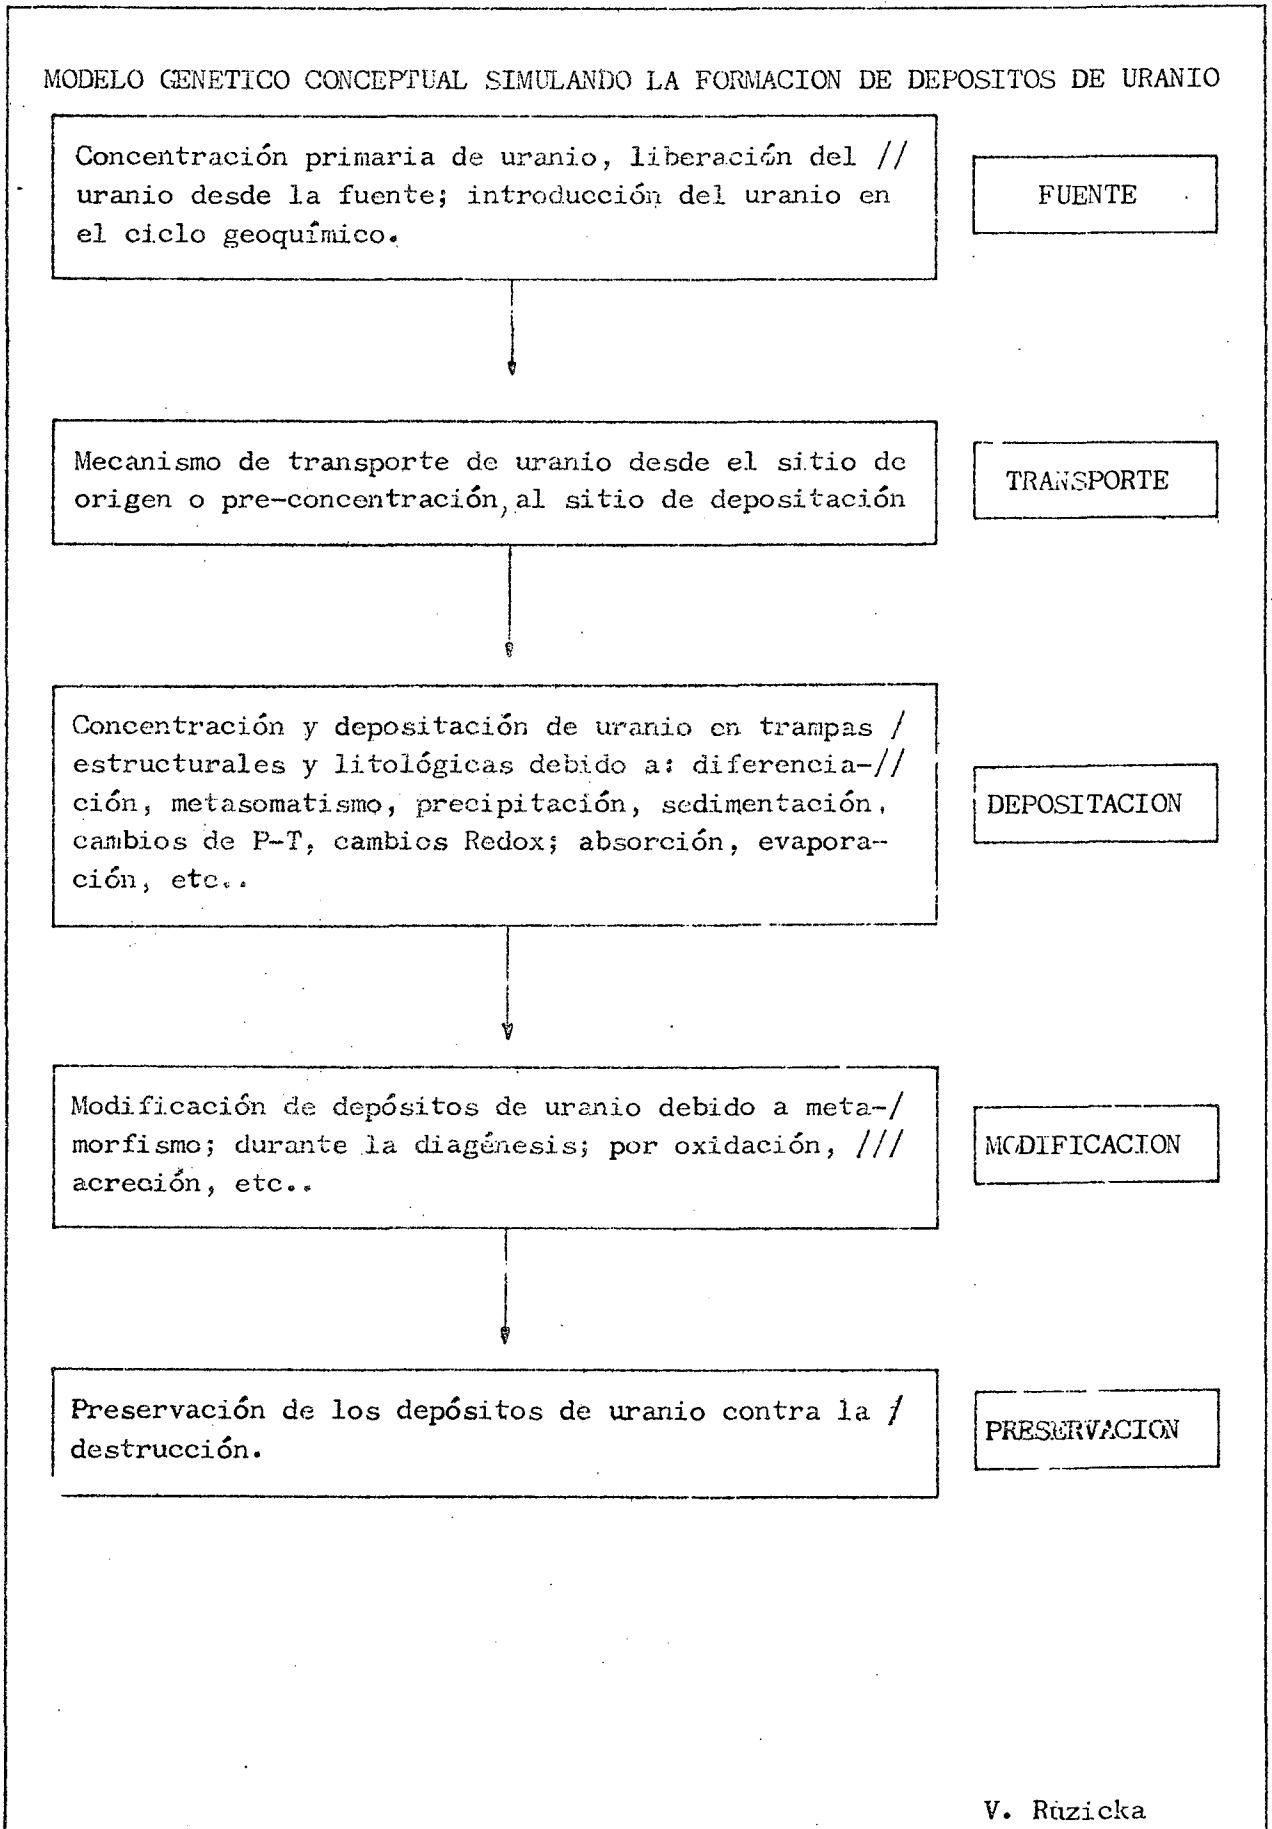 MODELO GENETICO CONCEPTUAL SIMULANDO LA FORMACION DE DEPOSITOS DE URANIO
Concentración primaria de uranio, liberación del //
uranio desde la fuente; introducción del uranio en
el ciclo geoquímico.
FUENTE
Mecanismo de transporte de uranio desde el sitio de
origen o pre-concentración, al sitio de depositación
TRANSPORTE
Concentración y depositación de uranio en trampas /
estructurales y litológicas debido a: diferencia-//
ción, metasomatismo, precipitación, sedimentación,
cambios de P-T, cambios Redox; absorción, evapora-
ción, etc..
DEPOSITACION
Modificación de depósitos de uranio debido a meta-/
morfismo; durante la diagénesis; por oxidación, ///
acreción, etc..
MODIFICACION
Preservación de los depósitos de uranio contra la /
destrucción.
PRESERVACION
V. Rùzicka